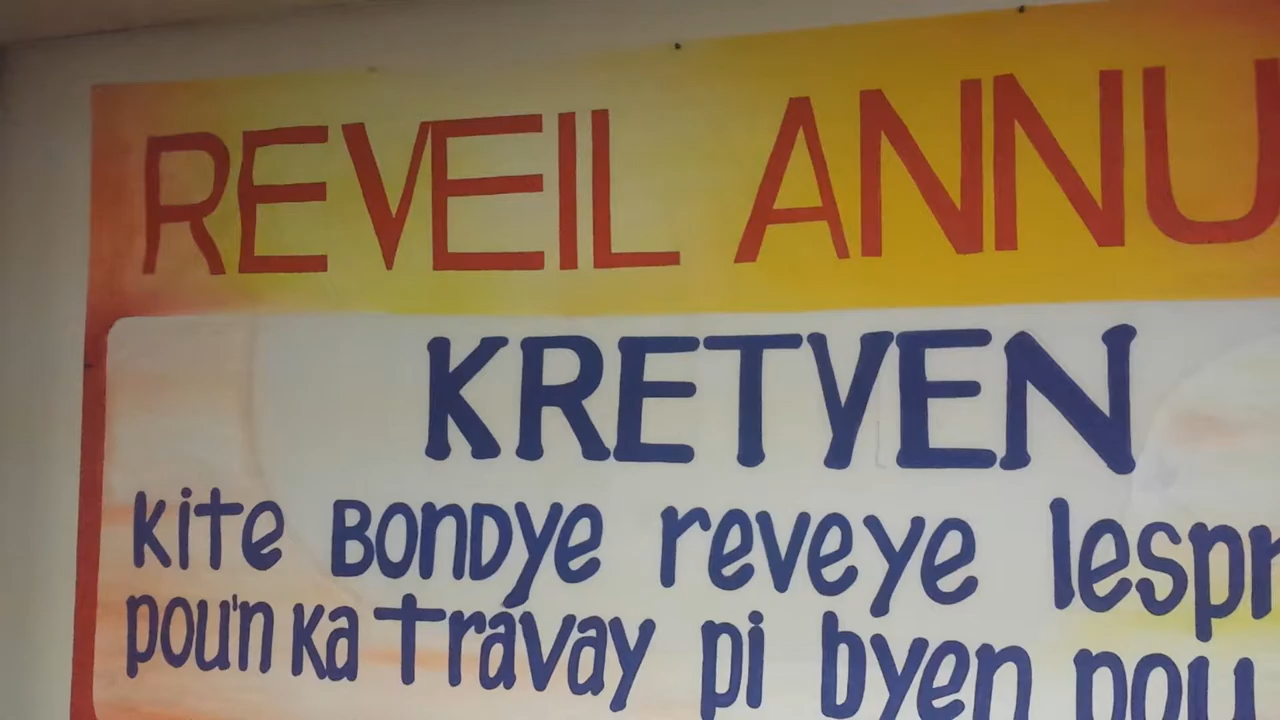 REVEIL ANNU
KRETYEN
Kite BONDye reveye lespr
pou'n ka travay pi byen pou